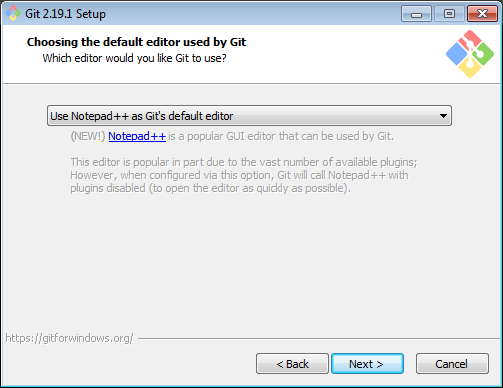 Git 2.19.1 Setup
Choosing the default editor used by Git
Which editor would you like Git to use?
Use Notepad++ as Git's default editor
(NEW!) Notepad++ is a popular GUI editor that can be used by Git.
This editor is popular in part due to the vast number of available plugins;
However, when configured via this option, Git will call Notepad++ with
plugins disabled (to open the editor as quickly as possible).
https://gitforwindows.org/
< Back
Next >
Cancel